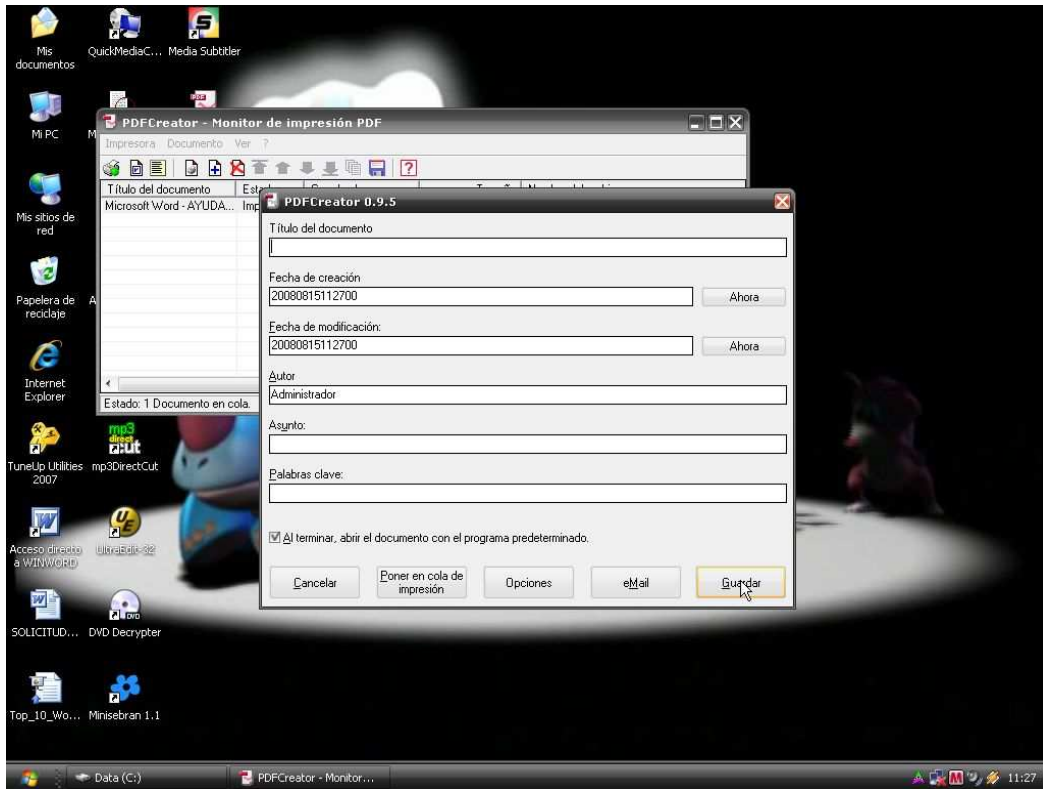 Mis
documentos
QuickMediaC...
Media Subtitler
Mi PC
M
Mis sitios de
red
Papelera de
reciclaje
A
Internet
Explorer
TuneUp Utilities
2007
mp3DirectCut
Acceso directo
a WINWORD
UltraEdit-32
SOLICITUD...
DVD Decrypter
Top_10_Wo...
Minisebran 1.1
PDFCreator - Monitor de impresión PDF
Impresora Documento Ver ?
Título del documento
Microsoft Word - AYUDA... Imp
Estado: 1 Documento en cola.
PDFCreator 0.9.5
Título del documento
Fecha de creación
20080815112700
Ahora
Fecha de modificación:
20080815112700
Ahora
Autor
Administrador
Asunto:
Palabras clave:
Al terminar, abrir el documento con el programa predeterminado.
Cancelar
Poner en cola de
impresión
Opciones
eMail
Guardar
Data (C:)
PDFCreator - Monitor...
11:27